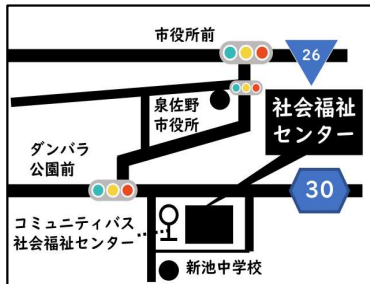 市役所前
26
泉佐野
市役所
社会福祉
センター
ダンバラ
公園前
30
コミュニティバス
社会福祉センター
新池中学校